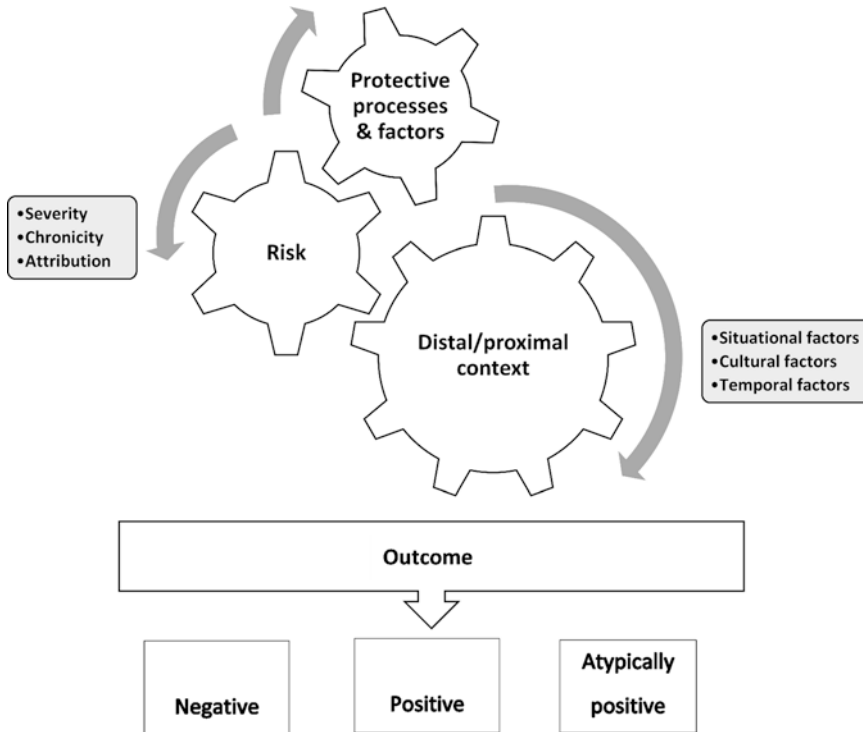 Protective
processes
& factors
•Severity
•Chronicity
•Attribution
Risk
Distal/proximal
context
•Situational factors
•Cultural factors
•Temporal factors
Outcome
Negative
Positive
Atypically
positive